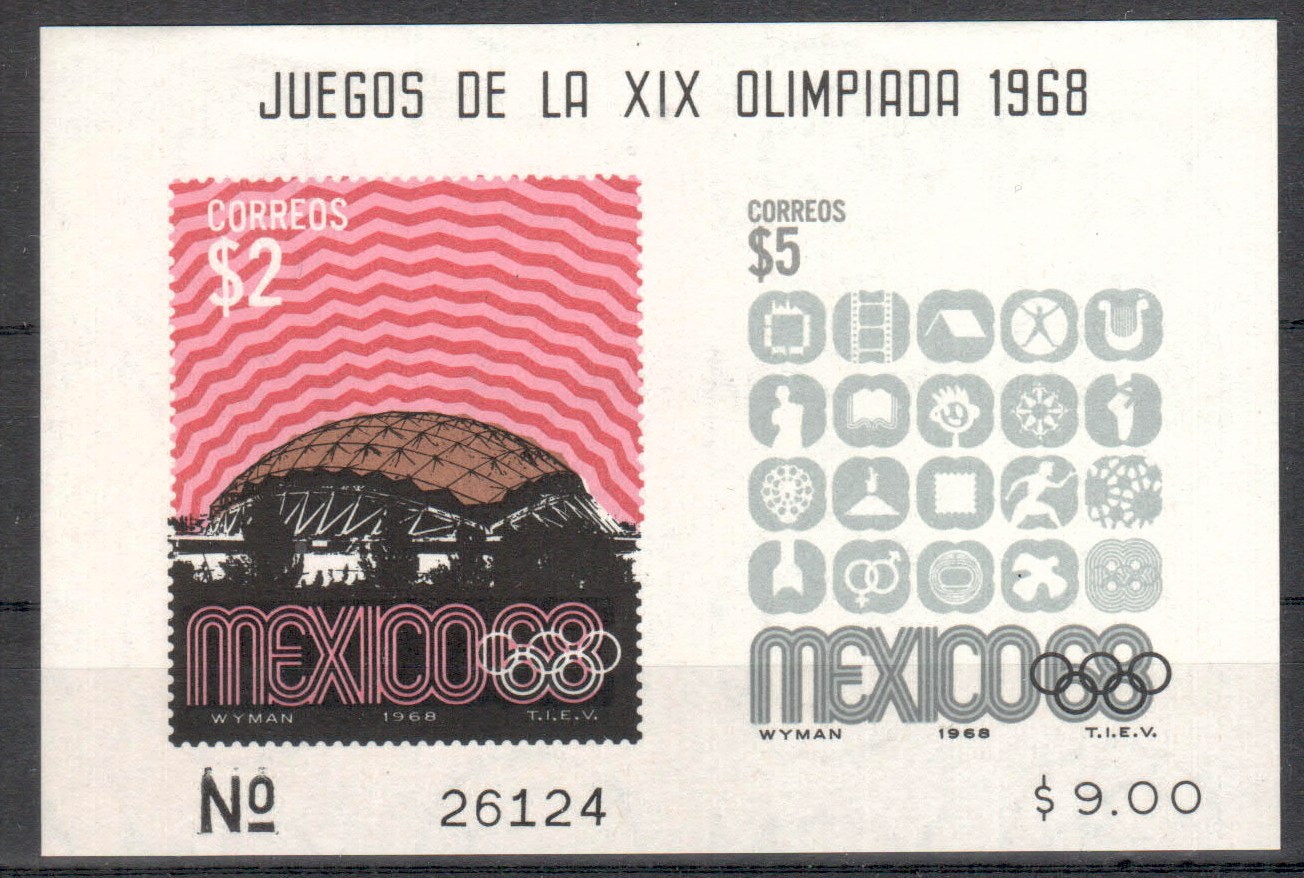 JUEGOS DE LA XIX OLIMPIADA 1968
CORREOS
$2
MEXICO68
WYMAN 1968 T.I.E.V.
CORREOS
$5
68
MEXICO68
WYMAN 1968 T.I.E.V.
Nº 26124
$9.00